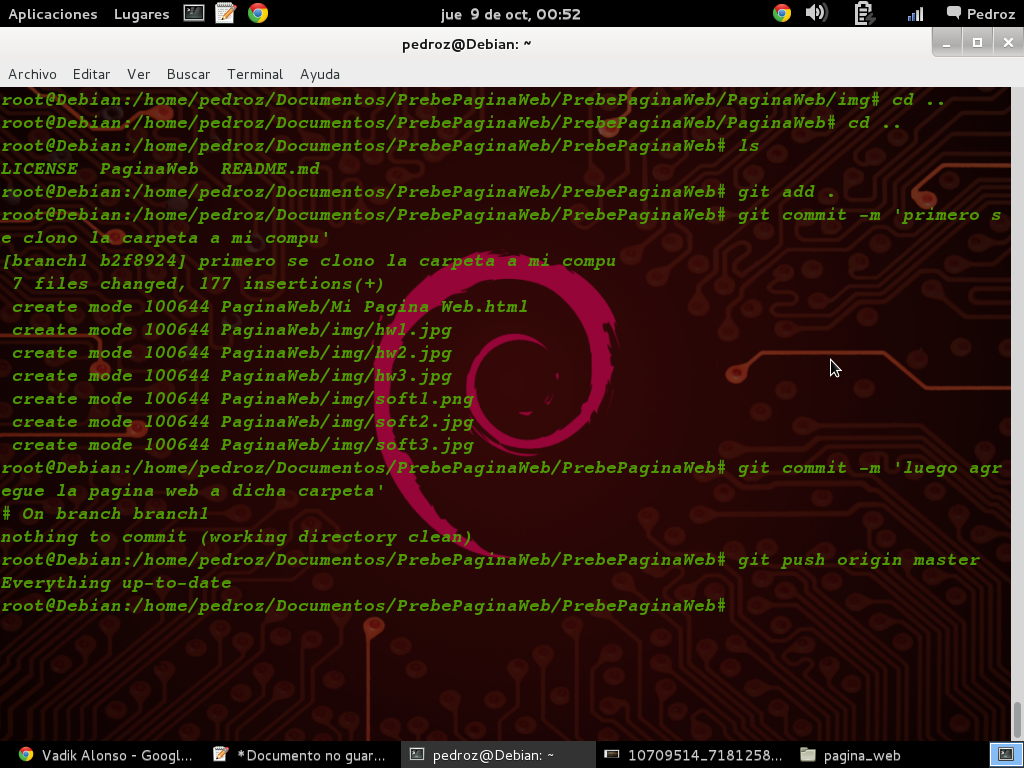 Aplicaciones Lugares jue 9 de oct, 00:52 Pedroz
pedroz@Debian: ~
Archivo Editar Ver Buscar Terminal Ayuda
root@Debian:/home/pedroz/Documentos/PrebePaginaWeb/PrebePaginaWeb/PaginaWeb/img# cd ..
root@Debian:/home/pedroz/Documentos/PrebePaginaWeb/PrebePaginaWeb/PaginaWeb# cd ..
root@Debian:/home/pedroz/Documentos/PrebePaginaWeb/PrebePaginaWeb# ls
LICENSE  PaginaWeb  README.md
root@Debian:/home/pedroz/Documentos/PrebePaginaWeb/PrebePaginaWeb# git add .
root@Debian:/home/pedroz/Documentos/PrebePaginaWeb/PrebePaginaWeb# git commit -m 'primero s
e clono la carpeta a mi compu'
[branch1 b2f8924] primero se clono la carpeta a mi compu
 7 files changed, 177 insertions(+)
 create mode 100644 PaginaWeb/Mi Pagina Web.html
 create mode 100644 PaginaWeb/img/hw1.jpg
 create mode 100644 PaginaWeb/img/hw2.jpg
 create mode 100644 PaginaWeb/img/hw3.jpg
 create mode 100644 PaginaWeb/img/soft1.png
 create mode 100644 PaginaWeb/img/soft2.jpg
 create mode 100644 PaginaWeb/img/soft3.jpg
root@Debian:/home/pedroz/Documentos/PrebePaginaWeb/PrebePaginaWeb# git commit -m 'luego agr
egue la pagina web a dicha carpeta'
# On branch branch1
nothing to commit (working directory clean)
root@Debian:/home/pedroz/Documentos/PrebePaginaWeb/PrebePaginaWeb# git push origin master
Everything up-to-date
root@Debian:/home/pedroz/Documentos/PrebePaginaWeb/PrebePaginaWeb#
Vadik Alonso - Googl... *Documento no guar... pedroz@Debian: ~ 10709514_7181258... pagina_web